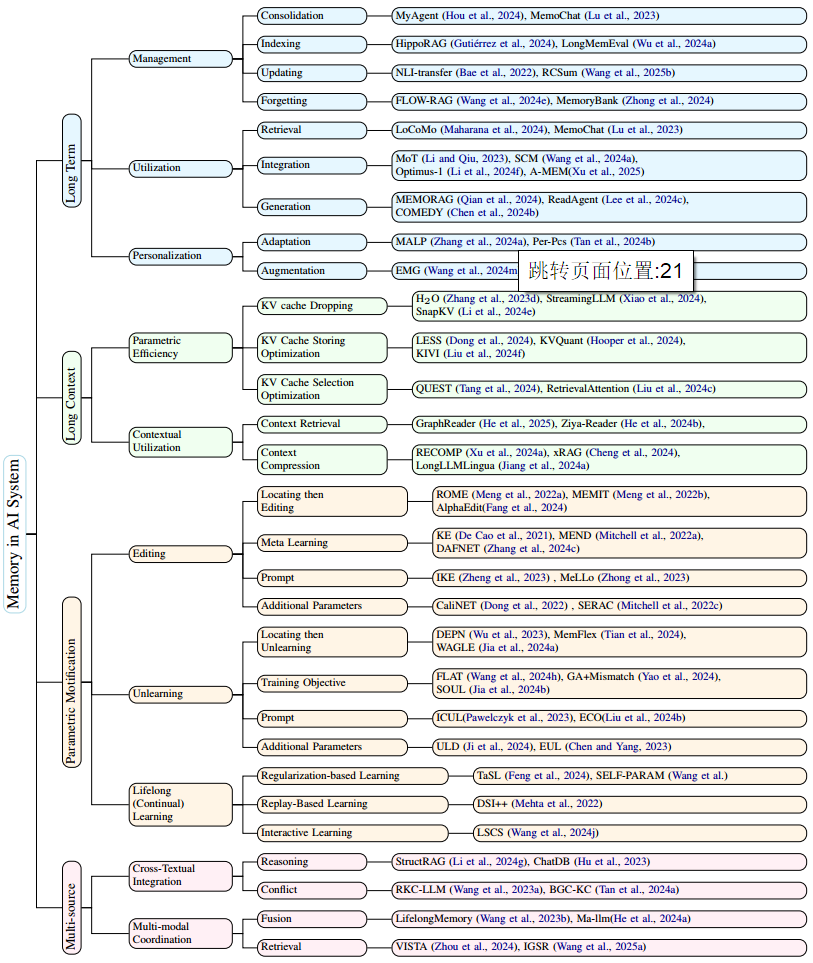 Memory in AI System
Long Term
Management
Consolidation
MyAgent (Hou et al., 2024), MemoChat (Lu et al., 2023)
Indexing
HippoRAG (Gutiérrez et al., 2024), LongMemEval (Wu et al., 2024a)
Updating
NLI-transfer (Bae et al., 2022), RCSum (Wang et al., 2025b)
Forgetting
FLOW-RAG (Wang et al., 2024e), MemoryBank (Zhong et al., 2024)
Utilization
Retrieval
LoCoMo (Maharana et al., 2024), MemoChat (Lu et al., 2023)
Integration
MoT (Li and Qiu, 2023), SCM (Wang et al., 2024a),
Optimus-1 (Li et al., 2024f), A-MEM(Xu et al., 2025)
Generation
MEMORAG (Qian et al., 2024), ReadAgent (Lee et al., 2024c),
COMEDY (Chen et al., 2024b)
Personalization
Adaptation
MALP (Zhang et al., 2024a), Per-Pcs (Tan et al., 2024b)
Augmentation
EMG (Wang et al., 2024m
跳转页面位置:21
Long Context
Parametric
Efficiency
KV cache Dropping
H2O (Zhang et al., 2023d), StreamingLLM (Xiao et al., 2024),
SnapKV (Li et al., 2024e)
KV Cache Storing
Optimization
LESS (Dong et al., 2024), KVQuant (Hooper et al., 2024),
KIVI (Liu et al., 2024f)
KV Cache Selection
Optimization
QUEST (Tang et al., 2024), RetrievalAttention (Liu et al., 2024c)
Contextual
Utilization
Context Retrieval
GraphReader (He et al., 2025), Ziya-Reader (He et al., 2024b),
Context
Compression
RECOMP (Xu et al., 2024a), xRAG (Cheng et al., 2024),
LongLLMLingua (Jiang et al., 2024a)
Parametric Motification
Editing
Locating then
Editing
ROME (Meng et al., 2022a), MEMIT (Meng et al., 2022b),
AlphaEdit(Fang et al., 2024)
Meta Learning
KE (De Cao et al., 2021), MEND (Mitchell et al., 2022a),
DAFNET (Zhang et al., 2024c)
Prompt
IKE (Zheng et al., 2023) , MeLLo (Zhong et al., 2023)
Additional Parameters
CaliNET (Dong et al., 2022) , SERAC (Mitchell et al., 2022c)
Unlearning
Locating then
Unlearning
DEPN (Wu et al., 2023), MemFlex (Tian et al., 2024),
WAGLE (Jia et al., 2024a)
Training Objective
FLAT (Wang et al., 2024h), GA+Mismatch (Yao et al., 2024),
SOUL (Jia et al., 2024b)
Prompt
ICUL(Pawelczyk et al., 2023), ECO(Liu et al., 2024b)
Additional Parameters
ULD (Ji et al., 2024), EUL (Chen and Yang, 2023)
Lifelong
(Continual)
Learning
Regularization-based Learning
TaSL (Feng et al., 2024), SELF-PARAM (Wang et al.)
Replay-Based Learning
DSI++ (Mehta et al., 2022)
Interactive Learning
LSCS (Wang et al., 2024j)
Multi-source
Cross-Textual
Integration
Reasoning
StructRAG (Li et al., 2024g), ChatDB (Hu et al., 2023)
Conflict
RKC-LLM (Wang et al., 2023a), BGC-KC (Tan et al., 2024a)
Multi-modal
Coordination
Fusion
LifelongMemory (Wang et al., 2023b), Ma-llm(He et al., 2024a)
Retrieval
VISTA (Zhou et al., 2024), IGSR (Wang et al., 2025a)